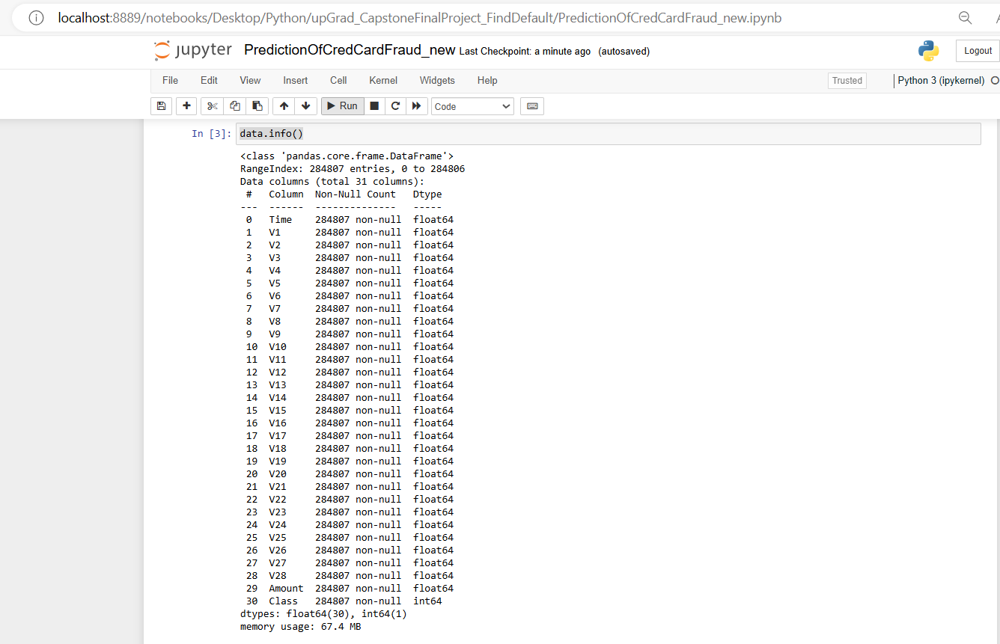 localhost:8889/notebooks/Desktop/Python/upGrad_CapstoneFinalProject_FindDefault/PredictionOfCredCardFraud_new.ipynb
jupyter PredictionOfCredCardFraud_new Last Checkpoint: a minute ago (autosaved)
Logout
File Edit View Insert Cell Kernel Widgets Help
Trusted
Python 3 (ipykernel)
Run
Code
In [3]: data.info()
<class 'pandas.core.frame.DataFrame'>
RangeIndex: 284807 entries, 0 to 284806
Data columns (total 31 columns):
 #   Column  Non-Null Count   Dtype
---  ------  --------------   -----
 0   Time    284807 non-null  float64
 1   V1      284807 non-null  float64
 2   V2      284807 non-null  float64
 3   V3      284807 non-null  float64
 4   V4      284807 non-null  float64
 5   V5      284807 non-null  float64
 6   V6      284807 non-null  float64
 7   V7      284807 non-null  float64
 8   V8      284807 non-null  float64
 9   V9      284807 non-null  float64
 10  V10     284807 non-null  float64
 11  V11     284807 non-null  float64
 12  V12     284807 non-null  float64
 13  V13     284807 non-null  float64
 14  V14     284807 non-null  float64
 15  V15     284807 non-null  float64
 16  V16     284807 non-null  float64
 17  V17     284807 non-null  float64
 18  V18     284807 non-null  float64
 19  V19     284807 non-null  float64
 20  V20     284807 non-null  float64
 21  V21     284807 non-null  float64
 22  V22     284807 non-null  float64
 23  V23     284807 non-null  float64
 24  V24     284807 non-null  float64
 25  V25     284807 non-null  float64
 26  V26     284807 non-null  float64
 27  V27     284807 non-null  float64
 28  V28     284807 non-null  float64
 29  Amount  284807 non-null  float64
 30  Class   284807 non-null  int64
dtypes: float64(30), int64(1)
memory usage: 67.4 MB